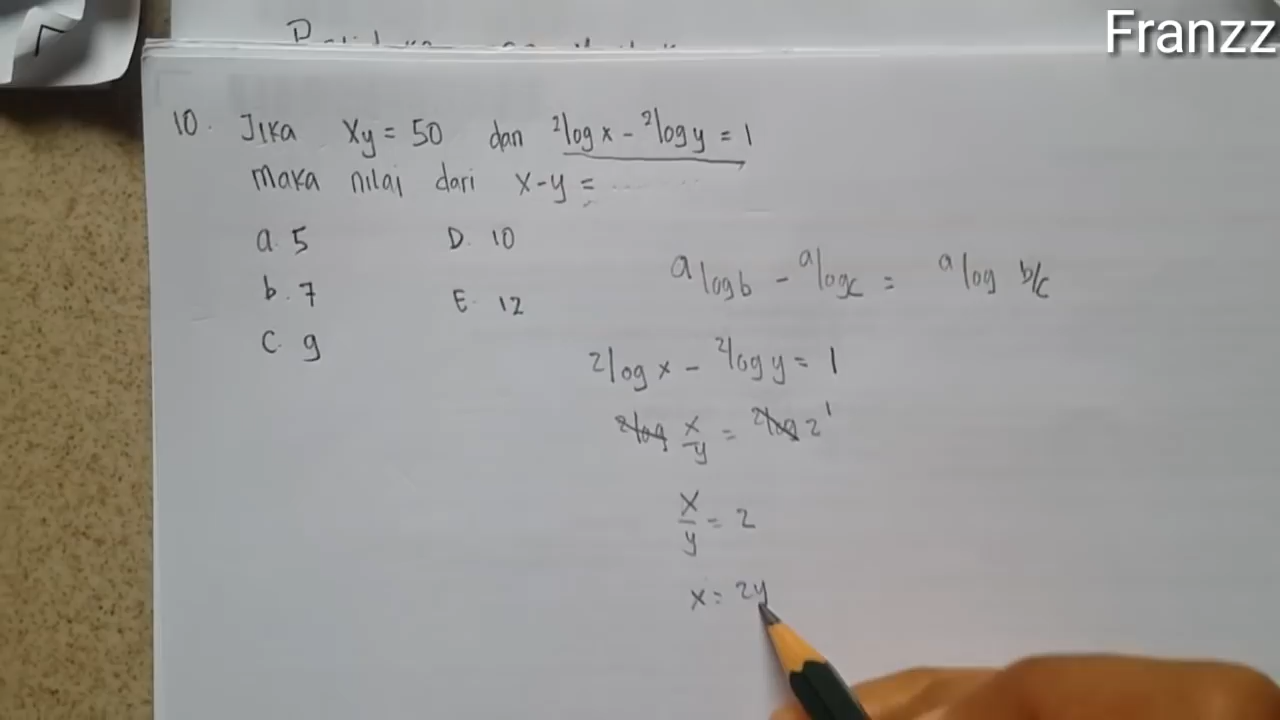 Franzz
10. Jika xy = 50 dan ²log x - ²log y = 1
maka nilai dari x-y = ......
a. 5 D. 10
b. 7 E. 12
C. 9
ᵃlog b - ᵃlog c = ᵃlog b/c
²log x - ²log y = 1
²log x/y = ²log 2¹
x/y = 2
x = 2y